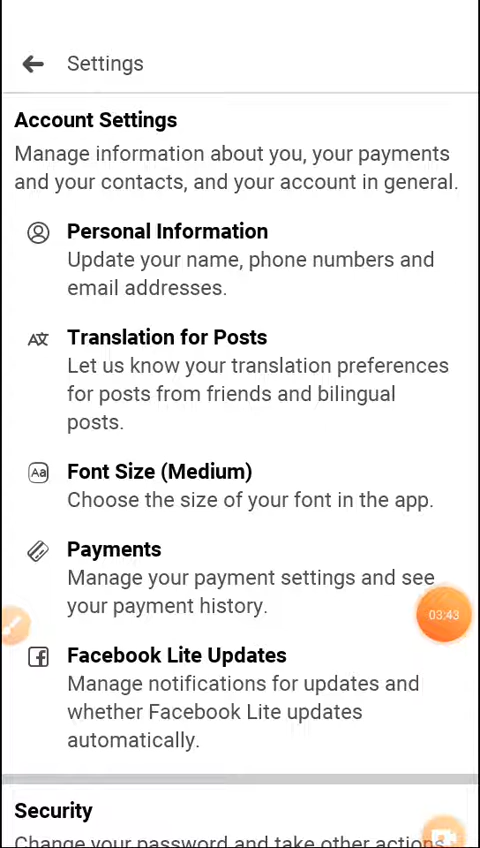 Settings
Account Settings
Manage information about you, your payments
and your contacts, and your account in general.
Personal Information
Update your name, phone numbers and
email addresses.
Translation for Posts
Let us know your translation preferences
for posts from friends and bilingual
posts.
Aa
Font Size (Medium)
Choose the size of your font in the app.
Payments
Manage your payment settings and see
your payment history.
03:43
Facebook Lite Updates
Manage notifications for updates and
whether Facebook Lite updates
automatically.
Security
Change your password and take other actions